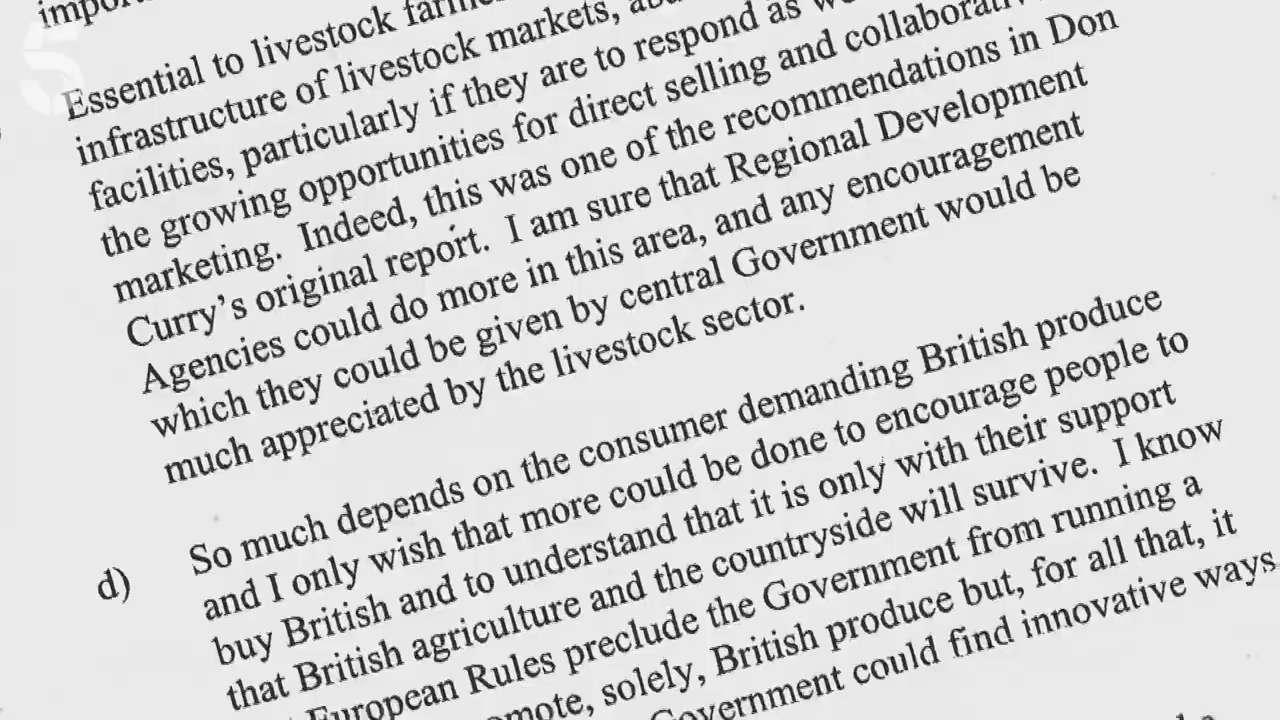 5
Essential to livestock
infrastructure of livestock markets,
facilities, particularly if they are to respond as
the growing opportunities for direct selling and
marketing. Indeed, this was one of the recommendations in Don
Curry's original report. I am sure that Regional Development
Agencies could do more in this area, and any encouragement
which they could be given by central Government would be
much appreciated by the livestock sector.
d) So much depends on the consumer demanding British produce
and I only wish that more could be done to encourage people to
buy British and to understand that it is only with their support
that British agriculture and the countryside will survive. I know
European Rules preclude the Government from running a
solely, British produce but, for all that, it
Government could find innovative ways